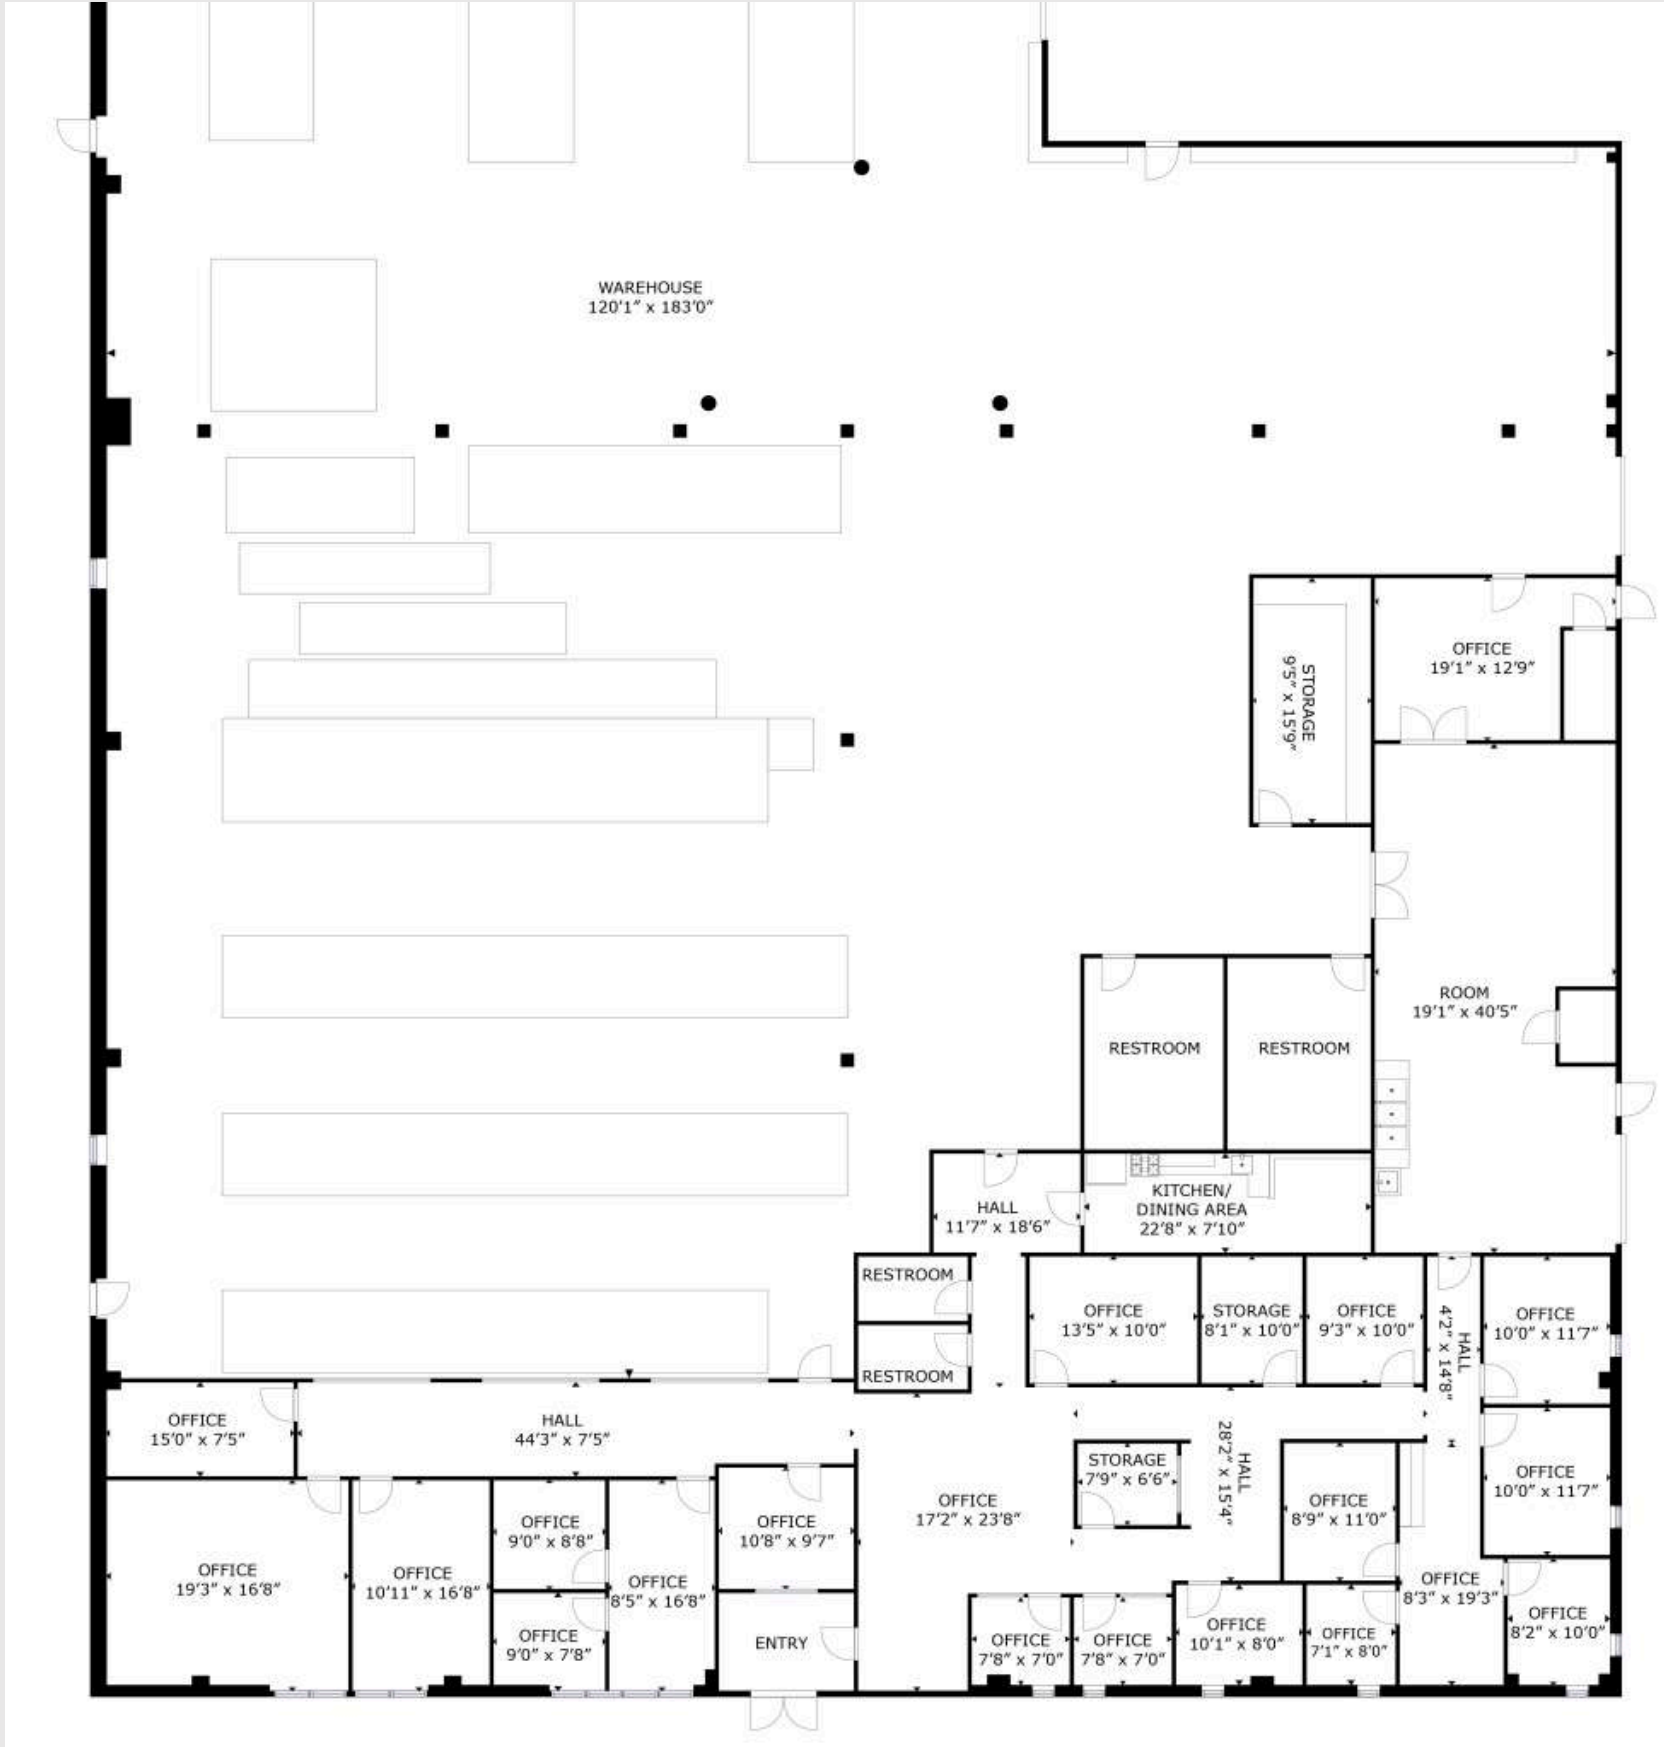 WAREHOUSE
120'1" x 183'0"
OFFICE
19'1" x 12'9"
STORAGE
9'5" x 15'9"
ROOM
19'1" x 40'5"
RESTROOM
RESTROOM
KITCHEN/
DINING AREA
22'8" x 7'10"
HALL
11'7" x 18'6"
RESTROOM
RESTROOM
OFFICE
13'5" x 10'0"
STORAGE
8'1" x 10'0"
OFFICE
9'3" x 10'0"
HALL
4'2" x 14'8"
OFFICE
10'0" x 11'7"
OFFICE
15'0" x 7'5"
HALL
44'3" x 7'5"
STORAGE
7'9" x 6'6"
HALL
28'2" x 15'4"
OFFICE
10'0" x 11'7"
OFFICE
17'2" x 23'8"
OFFICE
8'9" x 11'0"
OFFICE
9'0" x 8'8"
OFFICE
10'8" x 9'7"
OFFICE
19'3" x 16'8"
OFFICE
10'11" x 16'8"
OFFICE
8'5" x 16'8"
OFFICE
8'3" x 19'3"
OFFICE
9'0" x 7'8"
ENTRY
OFFICE
7'8" x 7'0"
OFFICE
7'8" x 7'0"
OFFICE
10'1" x 8'0"
OFFICE
7'1" x 8'0"
OFFICE
8'2" x 10'0"